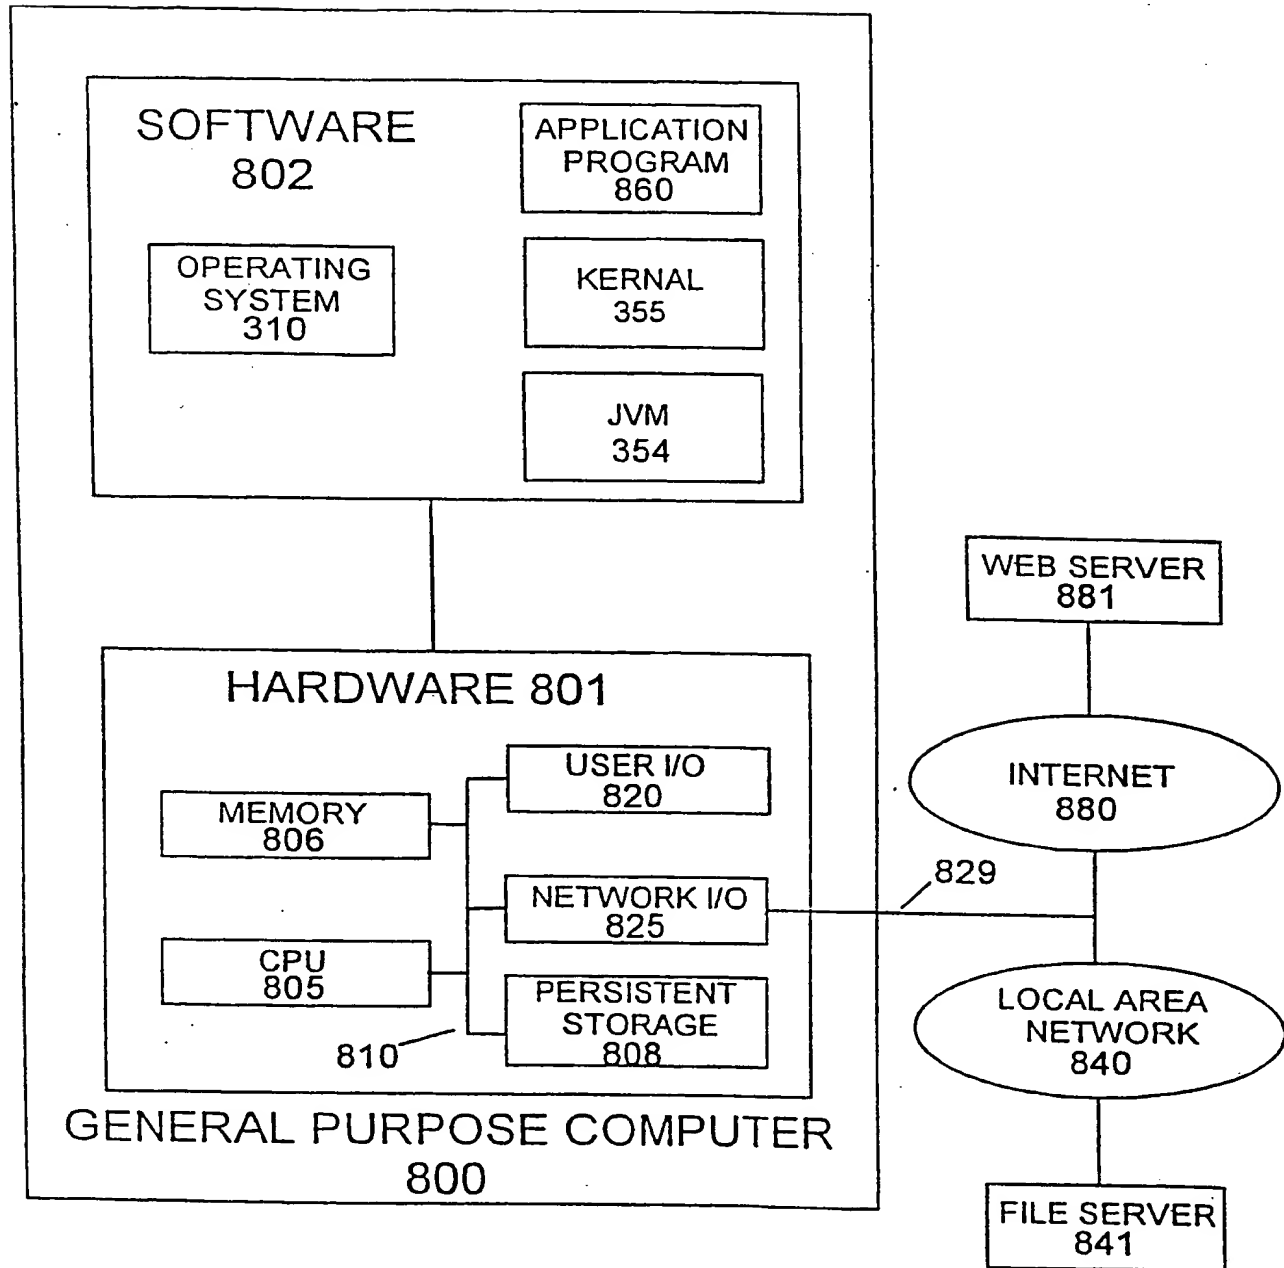 SOFTWARE
802
APPLICATION
PROGRAM
860
OPERATING
SYSTEM
310
KERNAL
355
JVM
354
HARDWARE 801
USER I/O
820
MEMORY
806
NETWORK I/O
825
CPU
805
PERSISTENT
STORAGE
808
810
GENERAL PURPOSE COMPUTER
800
WEB SERVER
881
INTERNET
880
829
LOCAL AREA
NETWORK
840
FILE SERVER
841